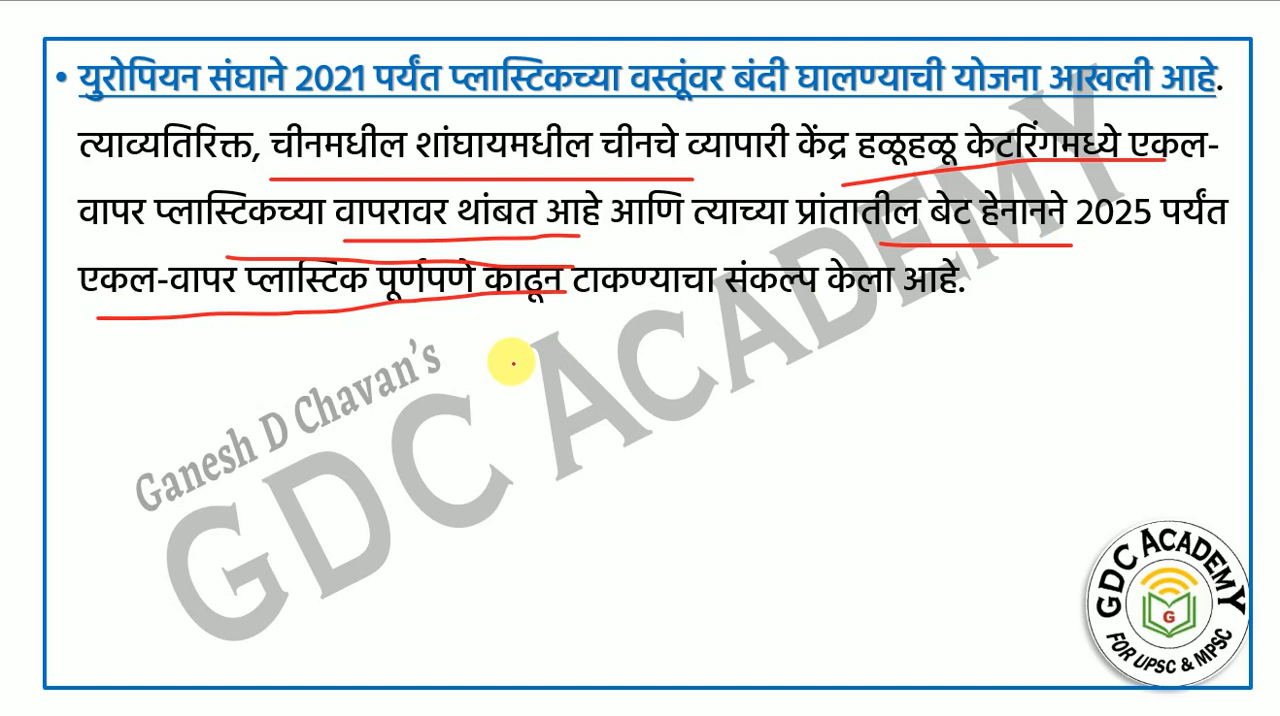 • युरोपियन संघाने 2021 पर्यंत प्लास्टिकच्या वस्तूंवर बंदी घालण्याची योजना आखली आहे.
त्याव्यतिरिक्त, चीनमधील शांघायमधील चीनचे व्यापारी केंद्र हळूहळू केटरिंगमध्ये एकल-
वापर प्लास्टिकच्या वापरावर थांबत आहे आणि त्याच्या प्रांतातील बेट हेनानने 2025 पर्यंत
एकल-वापर प्लास्टिक पूर्णपणे काढून टाकण्याचा संकल्प केला आहे.
Ganesh D Chavan's
GDC ACADEMY
GDC ACADEMY
G
FOR UPSC & MPSC